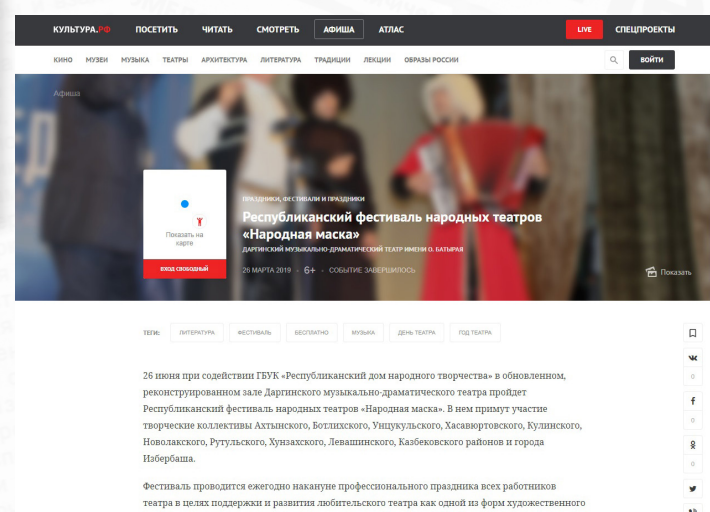 КУЛЬТУРА.РФ ПОСЕТИТЬ ЧИТАТЬ СМОТРЕТЬ АФИША АТЛАС LIVE СПЕЦПРОЕКТЫ
КИНО МУЗЕИ МУЗЫКА ТЕАТРЫ АРХИТЕКТУРА ЛИТЕРАТУРА ТРАДИЦИИ ЛЕКЦИИ ОБРАЗЫ РОССИИ ВОЙТИ
Афиша
ПРАЗДНИКИ, ФЕСТИВАЛИ И ПРАЗДНИКИ
Республиканский фестиваль народных театров
«Народная маска»
Показать на
карте
ДАРГИНСКИЙ МУЗЫКАЛЬНО-ДРАМАТИЧЕСКИЙ ТЕАТР ИМЕНИ О. БАТЫРАЯ
ВХОД СВОБОДНЫЙ
26 МАРТА 2019 • 6+ • СОБЫТИЕ ЗАВЕРШИЛОСЬ
Показать
ТЕГИ: ЛИТЕРАТУРА ФЕСТИВАЛЬ БЕСПЛАТНО МУЗЫКА ДЕНЬ ТЕАТРА ГОД ТЕАТРА
26 июня при содействии ГБУК «Республиканский дом народного творчества» в обновленном,
реконструированном зале Даргинского музыкально-драматического театра пройдет
Республиканский фестиваль народных театров «Народная маска». В нем примут участие
творческие коллективы Ахтынского, Ботлихского, Унцукульского, Хасавюртовского, Кулинского,
Новолакского, Рутульского, Хунзахского, Левашинского, Казбековского районов и города
Избербаша.
0
0
0
Фестиваль проводится ежегодно накануне профессионального праздника всех работников
театра в целях поддержки и развития любительского театра как одной из форм художественного